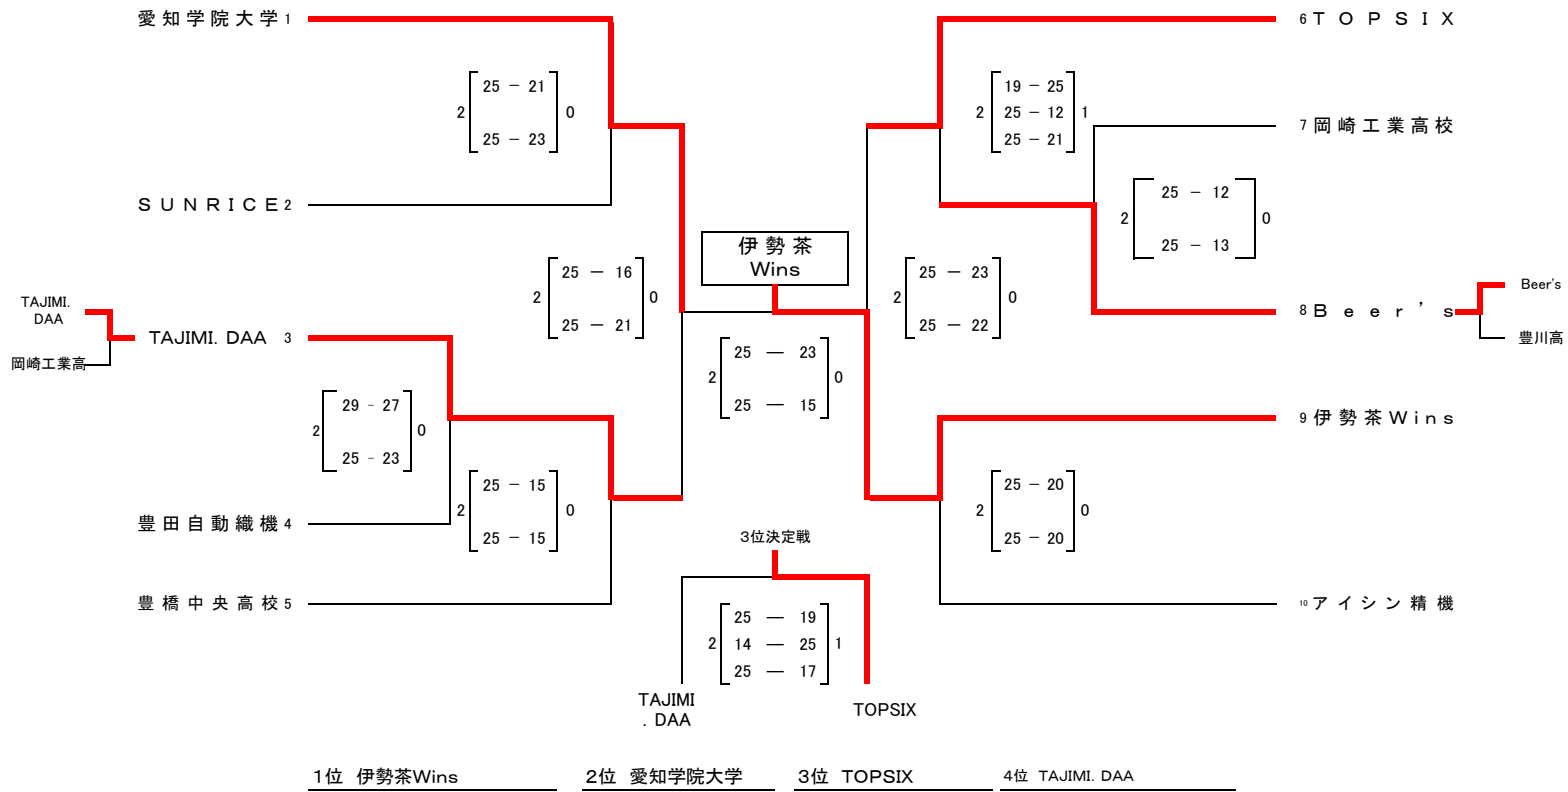 愛知学院大学 1
6 TOPSIX
2 25 － 21 0
25 － 23
19 － 25
2 25 － 12 1
25 － 21
7 岡崎工業高校
SUNRICE 2
2 25 － 12 0
25 － 13
伊勢茶
Wins
2 25 － 16 0
25 － 21
2 25 － 23 0
25 － 22
TAJIMI.
DAA
岡崎工業高
TAJIMI. DAA 3
8 Beer's
Beer's
豊川高
2 25 － 23 0
25 － 15
2 29 - 27 0
25 - 23
9 伊勢茶Wins
2 25 － 15 0
25 － 15
2 25 － 20 0
25 － 20
豊田自動織機 4
3位決定戦
豊橋中央高校 5
10 アイシン精機
25 － 19
2 14 － 25 1
25 － 17
TAJIMI
. DAA
TOPSIX
1位 伊勢茶Wins 2位 愛知学院大学 3位 TOPSIX 4位 TAJIMI. DAA